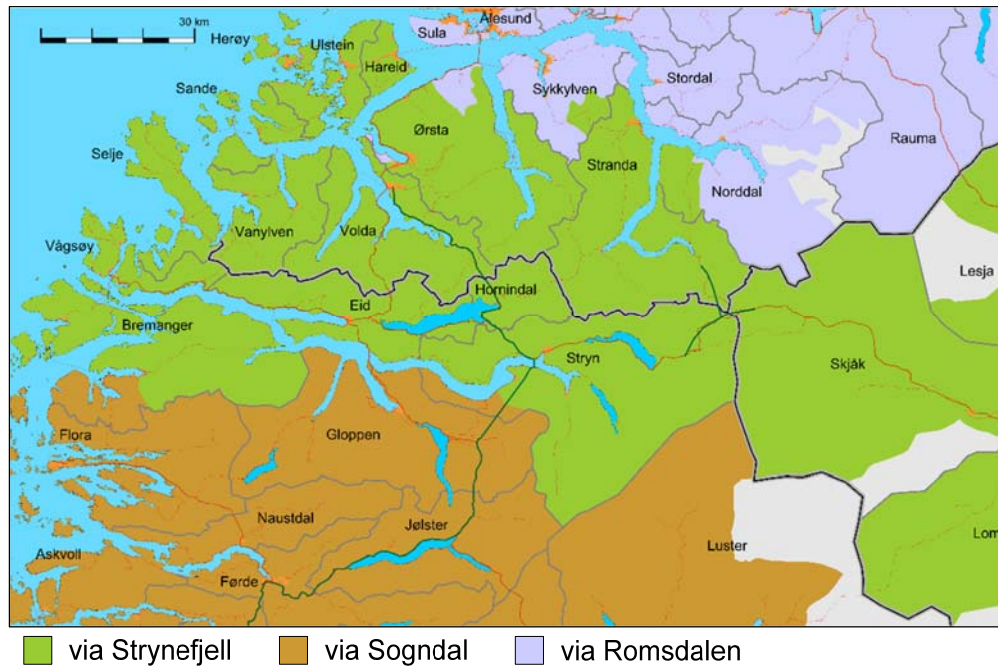 30 km
Ålesund
Herøy
Ulstein
Sula
Hareid
Sande
Sykkylven
Stordal
Ørsta
Rauma
Selje
Stranda
Norddal
Vanylven
Volda
Vågsøy
Lesja
Hornindal
Eid
Bremanger
Stryn
Skjåk
Flora
Gloppen
Naustdal
Jølster
Lom
Luster
Askvoll
Førde
via Strynefjell
via Sogndal
via Romsdalen